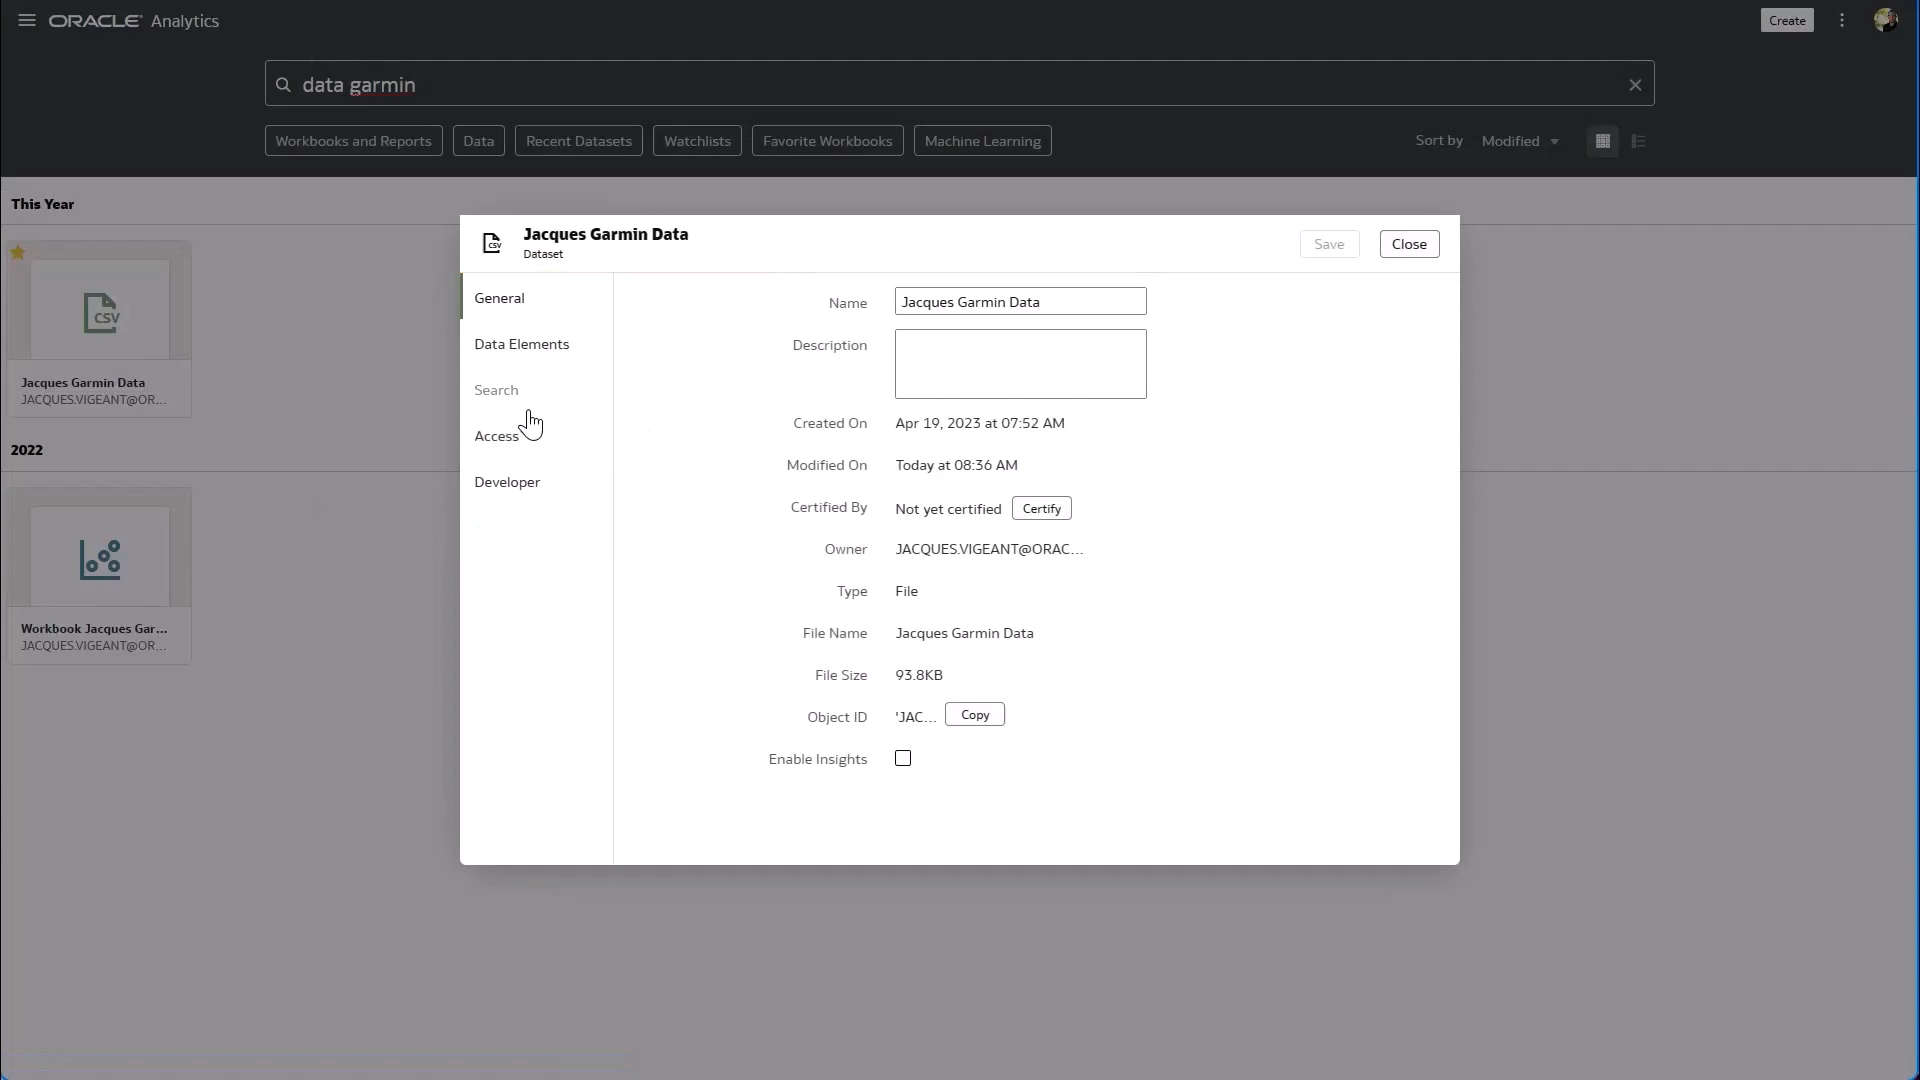 ORACLE Analytics
Create
data garmin
Workbooks and Reports
Data
Recent Datasets
Watchlists
Favorite Workbooks
Machine Learning
Sort by Modified
This Year
CSV
Jacques Garmin Data
JACQUES.VIGEANT@OR...
2022
Workbook Jacques Gar...
JACQUES.VIGEANT@OR...
CSV
Jacques Garmin Data
Dataset
Save
Close
General
Data Elements
Search
Access
Developer
Name Jacques Garmin Data
Description
Created On Apr 19, 2023 at 07:52 AM
Modified On Today at 08:36 AM
Certified By Not yet certified Certify
Owner JACQUES.VIGEANT@ORAC...
Type File
File Name Jacques Garmin Data
File Size 93.8KB
Object ID 'JAC... Copy
Enable Insights